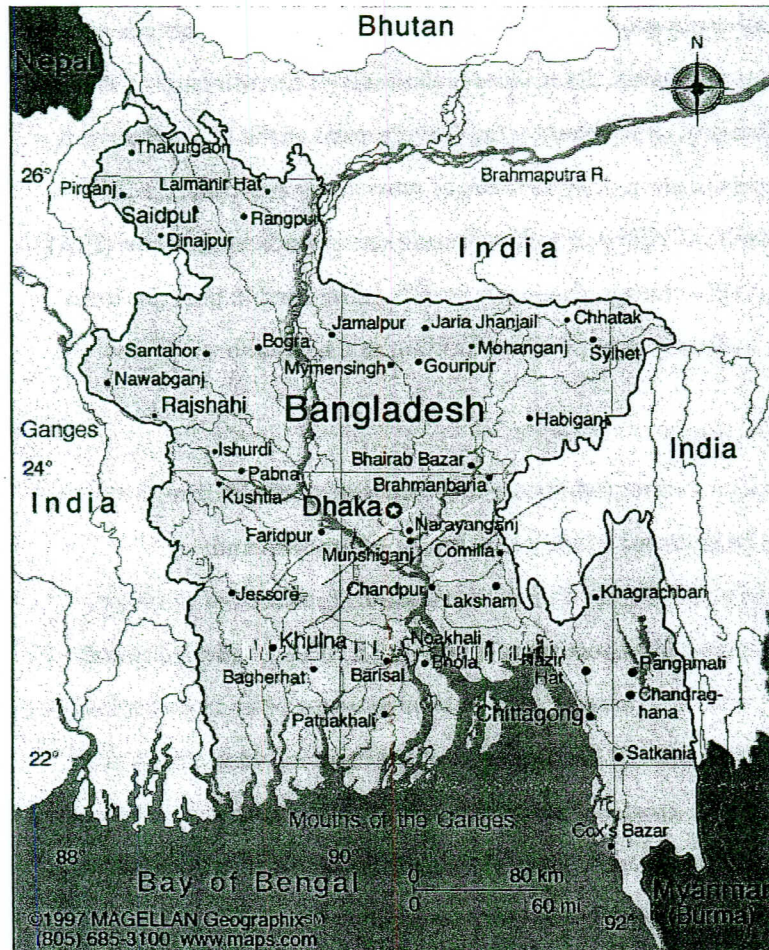 Bhutan
N
Nepal
Thakurgaon
26°
Brahmaputra R.
Pirganj
Lalmanir Hat
Saidpur
Rangpur
Dinajpur
India
Jamalpur
Jaria Jhanjail
Chhatak
Santahor
Bogra
Mohanganj
Sylhet
Mymensingh
Gouripur
Nawabganj
Rajshahi
Bangladesh
Habiganj
Ganges
Ishurdi
India
24°
Pabna
Bhairab Bazar
India
Kushtia
Brahmanbaria
Dhaka
Faridpur
Narayanganj
Munshiganj
Comilla
Jessore
Chandpur
Laksham
Khagrachbari
Khulna
Noakhali
Bagherhat
Barisal
Bhola
Nazir
Hat
Rangamati
Chandrag-
hana
Patuakhali
Chittagong
22°
Satkania
Mouths of the Ganges
Cox's Bazar
88°
90
0 80 km
Bay of Bengal
0 60 mi
92°
Myanmar
(Burma)
©1997 MAGELLAN Geographix℠
(805) 685-3100 www.maps.com